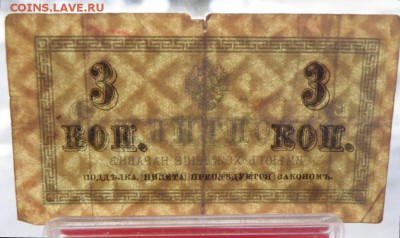 COINS.LAVE.RU
3 3
КОП. КОП.
ПОДДѢЛКА БИЛЕТА ПРЕСЛѢДУЕТСЯ ЗАКОНОМЪ.